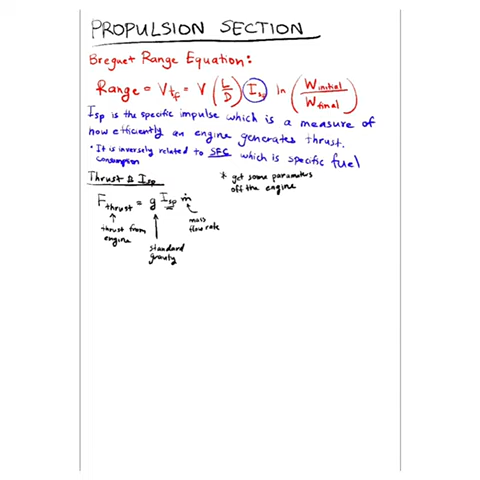 PROPULSION SECTION
Breguet Range Equation:
Range = Vt_f = V (L/D) I_sp ln (W_initial / W_final)
I_sp is the specific impulse which is a measure of
how efficiently an engine generates thrust.
• It is inversely related to SFC which is specific fuel
consumption
Thrust & I_sp
* get some parameters
off the engine
F_thrust = g I_sp ṁ
thrust from
engine
mass
flow rate
standard
gravity